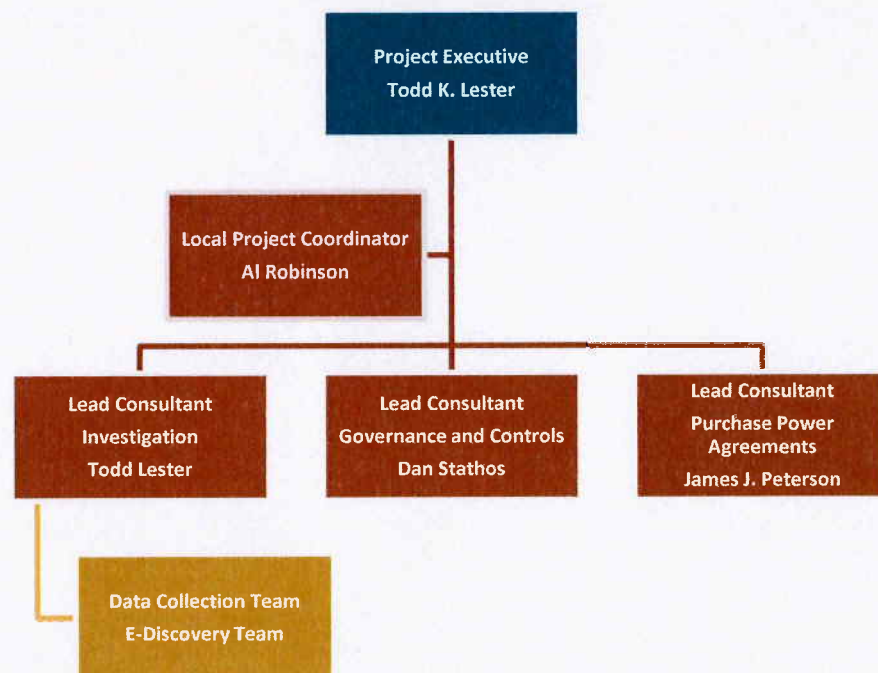 Project Executive
Todd K. Lester
Local Project Coordinator
Al Robinson
Lead Consultant
Investigation
Todd Lester
Lead Consultant
Governance and Controls
Dan Stathos
Lead Consultant
Purchase Power
Agreements
James J. Peterson
Data Collection Team
E-Discovery Team